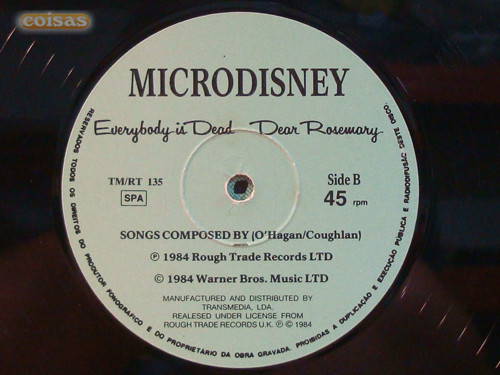 coisas
MICRODISNEY
Everybody is Dead Dear Rosemary
TM/RT 135
SPA
Side B
45 rpm
SONGS COMPOSED BY (O'Hagan/Coughlan)
℗ 1984 Rough Trade Records LTD
© 1984 Warner Bros. Music LTD
MANUFACTURED AND DISTRIBUTED BY
TRANSMEDIA, LDA.
REALESED UNDER LICENSE FROM
ROUGH TRADE RECORDS U.K. ℗ © 1984
RESERVADOS TODOS OS DIREITOS DO PRODUTOR FONOGRAFICO E DO PROPRIETÁRIO DA OBRA GRAVADA. PROIBIDAS A DUPLICAÇÃO E EXECUÇÃO PÚBLICA E RADIODIFUSÃO DESTE DISCO.